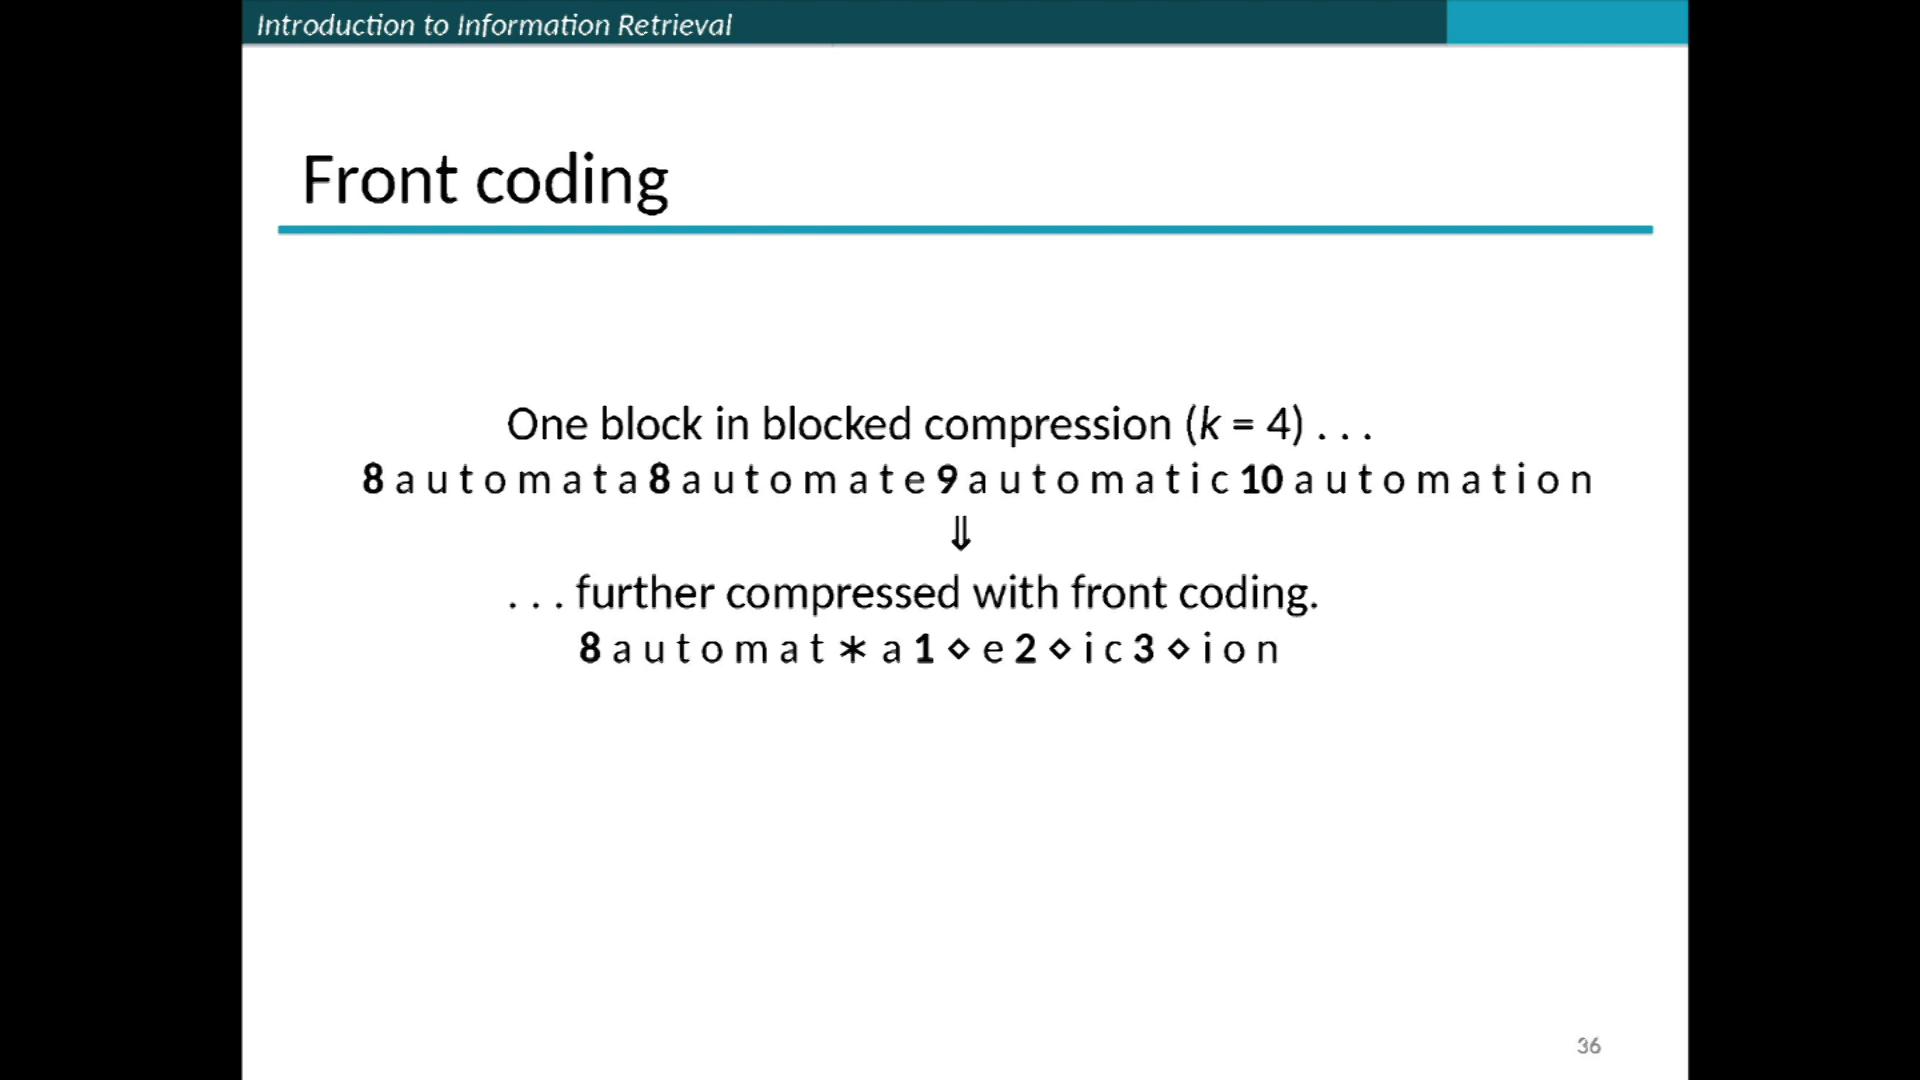 Introduction to Information Retrieval
Front coding
One block in blocked compression (k = 4) . . .
8 a u t o m a t a 8 a u t o m a t e 9 a u t o m a t i c 10 a u t o m a t i o n
⇓
. . . further compressed with front coding.
8 a u t o m a t ∗ a 1 ⋄ e 2 ⋄ i c 3 ⋄ i o n
36